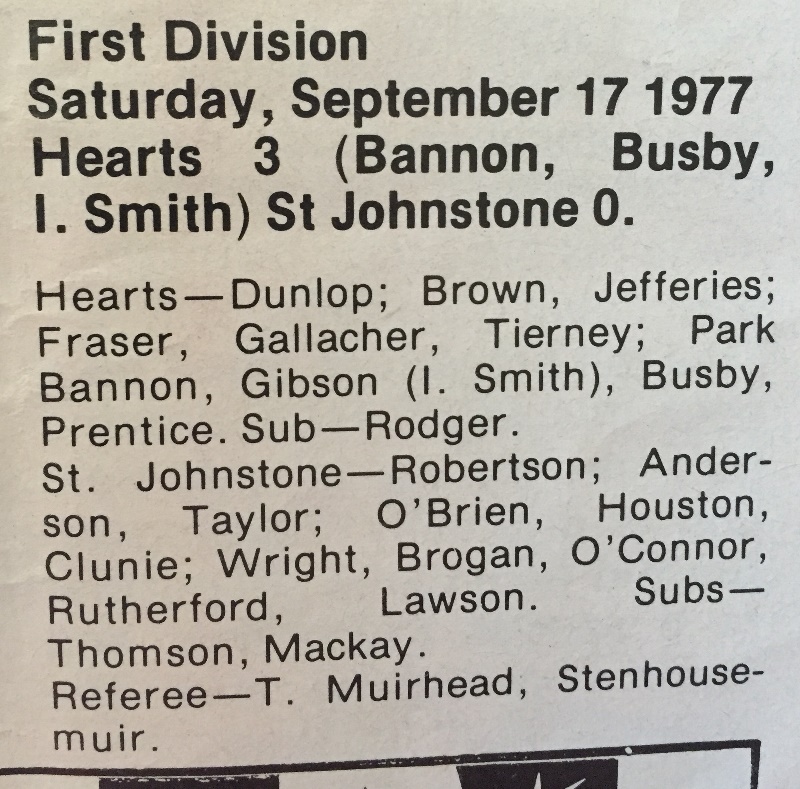 First Division
Saturday, September 17 1977
Hearts 3 (Bannon, Busby,
I. Smith) St Johnstone 0.
Hearts—Dunlop; Brown, Jefferies;
Fraser, Gallacher, Tierney; Park
Bannon, Gibson (I. Smith), Busby,
Prentice. Sub—Rodger.
St. Johnstone—Robertson; Ander-
son, Taylor; O'Brien, Houston,
Clunie; Wright, Brogan, O'Connor,
Rutherford, Lawson. Subs—
Thomson, Mackay.
Referee—T. Muirhead, Stenhouse-
muir.